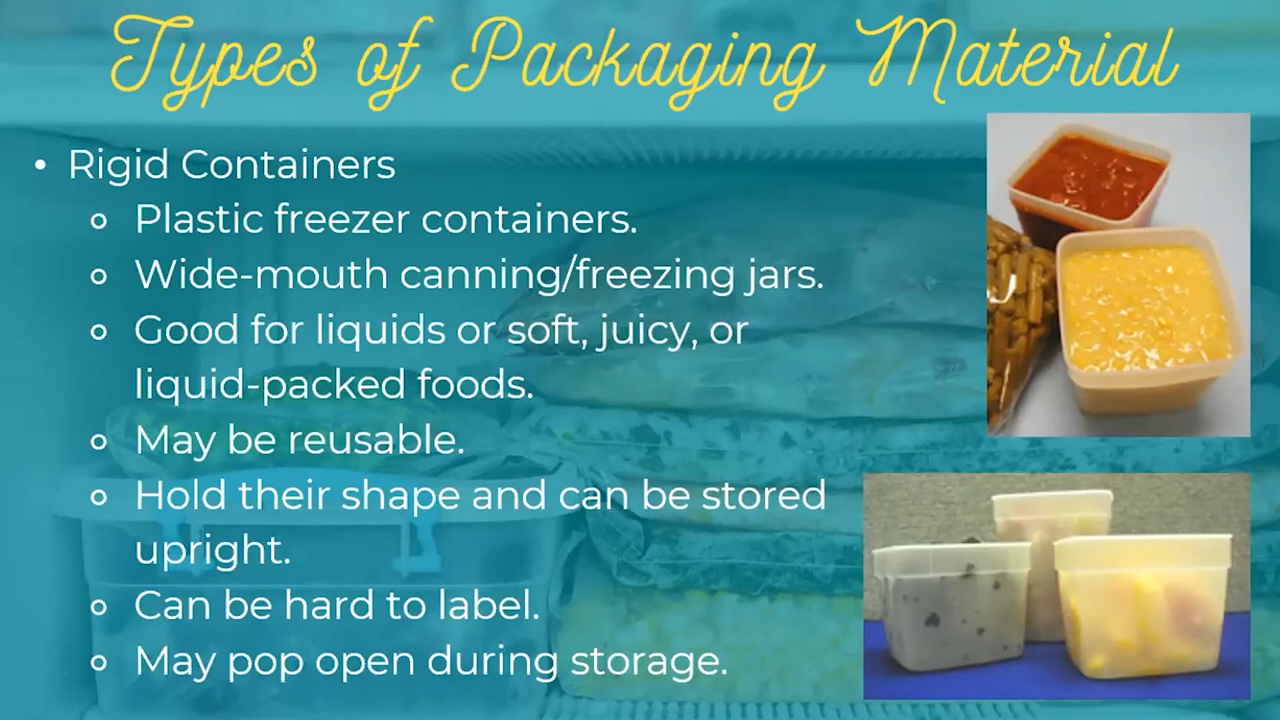 Types of Packaging Material
• Rigid Containers
○ Plastic freezer containers.
○ Wide-mouth canning/freezing jars.
○ Good for liquids or soft, juicy, or
liquid-packed foods.
○ May be reusable.
○ Hold their shape and can be stored
upright.
○ Can be hard to label.
○ May pop open during storage.